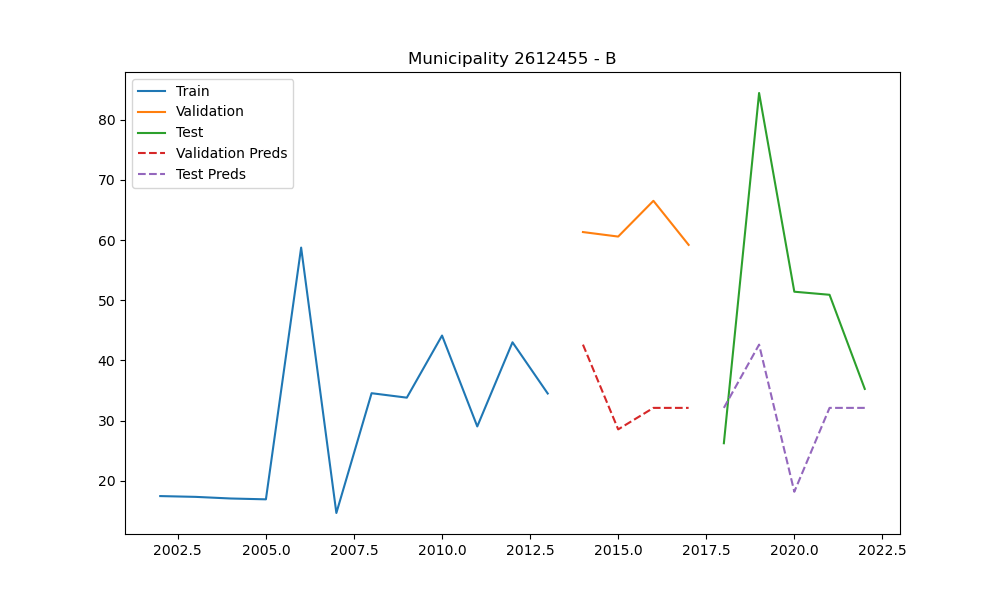 Municipality 2612455 - B
Train
Validation
Test
Validation Preds
Test Preds
80
70
60
50
40
30
20
2002.5 2005.0 2007.5 2010.0 2012.5 2015.0 2017.5 2020.0 2022.5